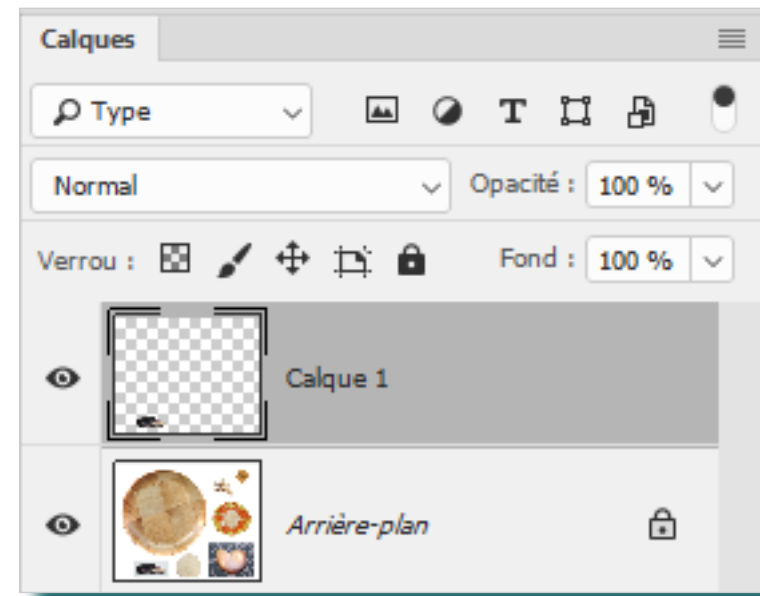 Calques
Type
Normal Opacité : 100 %
Verrou : Fond : 100 %
Calque 1
Arrière-plan